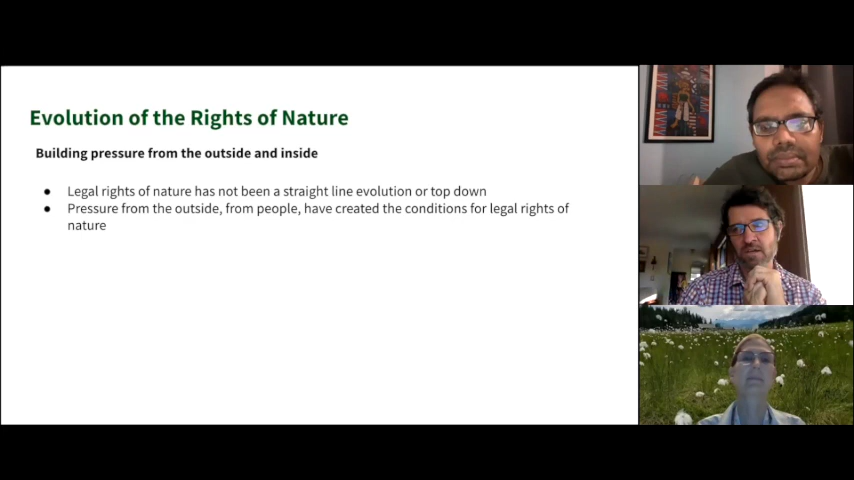 Evolution of the Rights of Nature
Building pressure from the outside and inside
● Legal rights of nature has not been a straight line evolution or top down
● Pressure from the outside, from people, have created the conditions for legal rights of
nature